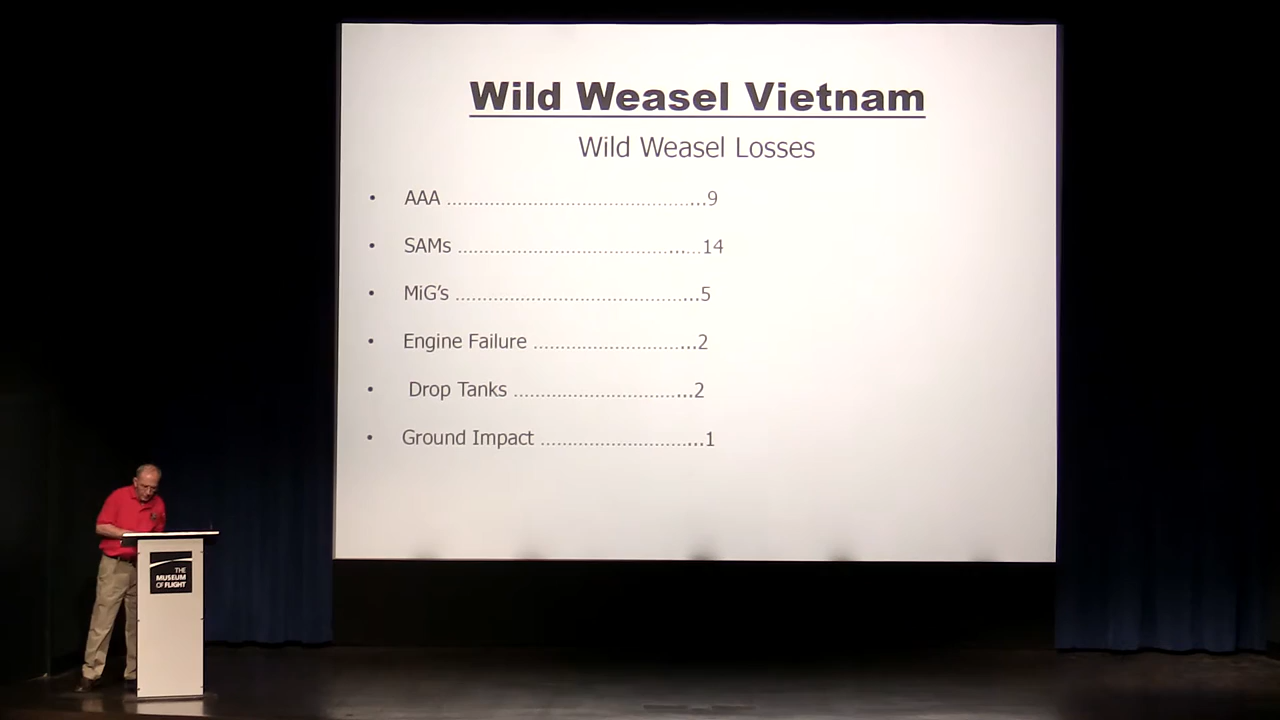 Wild Weasel Vietnam
Wild Weasel Losses
• AAA ...........................................................9
• SAMs ..........................................................14
• MiG's ..........................................................5
• Engine Failure ........................................2
• Drop Tanks ............................................2
• Ground Impact ........................................1
THE
MUSEUM
OF FLIGHT